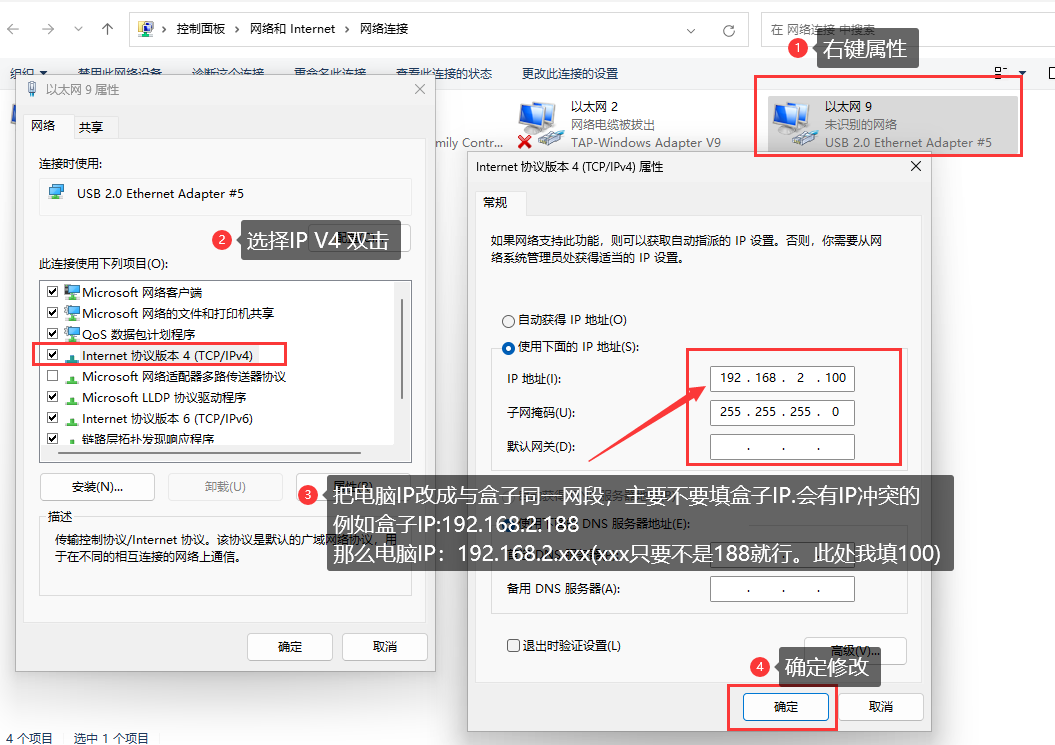 控制面板 › 网络和 Internet › 网络连接
在 网络连接 中搜索
1 右键属性
组织 禁用此网络设备 诊断这个连接 重命名此连接 查看此连接的状态 更改此连接的设置
以太网 2
网络电缆被拔出
TAP-Windows Adapter V9
以太网 9
未识别的网络
USB 2.0 Ethernet Adapter #5
mily Contr...
以太网 9 属性
网络 共享
连接时使用:
USB 2.0 Ethernet Adapter #5
2 选择IP V4 双击
此连接使用下列项目(O):
Microsoft 网络客户端
Microsoft 网络的文件和打印机共享
QoS 数据包计划程序
Internet 协议版本 4 (TCP/IPv4)
Microsoft 网络适配器多路传送器协议
Microsoft LLDP 协议驱动程序
Internet 协议版本 6 (TCP/IPv6)
链路层拓扑发现响应程序
安装(N)... 卸载(U) 属性(R)
描述
传输控制协议/Internet 协议。该协议是默认的广域网络协议，用
于在不同的相互连接的网络上通信。
确定 取消
Internet 协议版本 4 (TCP/IPv4) 属性
常规
如果网络支持此功能，则可以获取自动指派的 IP 设置。否则，你需要从网
络系统管理员处获得适当的 IP 设置。
自动获得 IP 地址(O)
使用下面的 IP 地址(S):
IP 地址(I): 192 . 168 . 2 . 100
子网掩码(U): 255 . 255 . 255 . 0
默认网关(D): . . .
3 把电脑IP改成与盒子同一网段，主要不要填盒子IP.会有IP冲突的
例如盒子IP:192.168.2.188
那么电脑IP：192.168.2.xxx(xxx只要不是188就行。此处我填100)
DNS 服务器地址(E):
备用 DNS 服务器(A): . . .
退出时验证设置(L)
高级(V)...
4 确定修改
确定 取消
4 个项目 选中 1 个项目